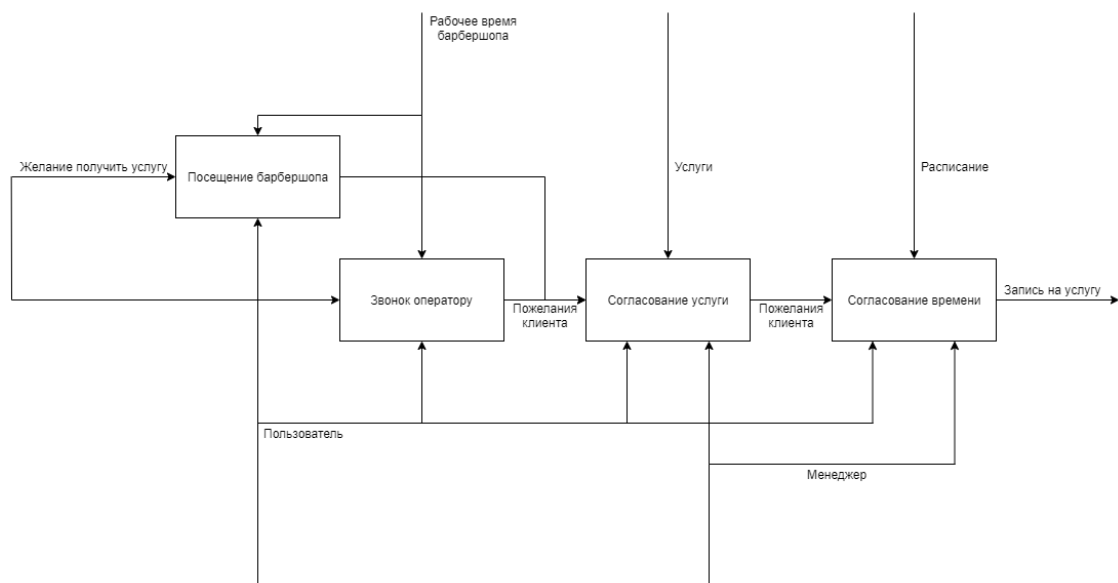 Рабочее время
барбершопа
Желание получить услугу
Посещение барбершопа
Услуги
Расписание
Звонок оператору
Пожелания
клиента
Согласование услуги
Пожелания
клиента
Согласование времени
Запись на услугу
Пользователь
Менеджер